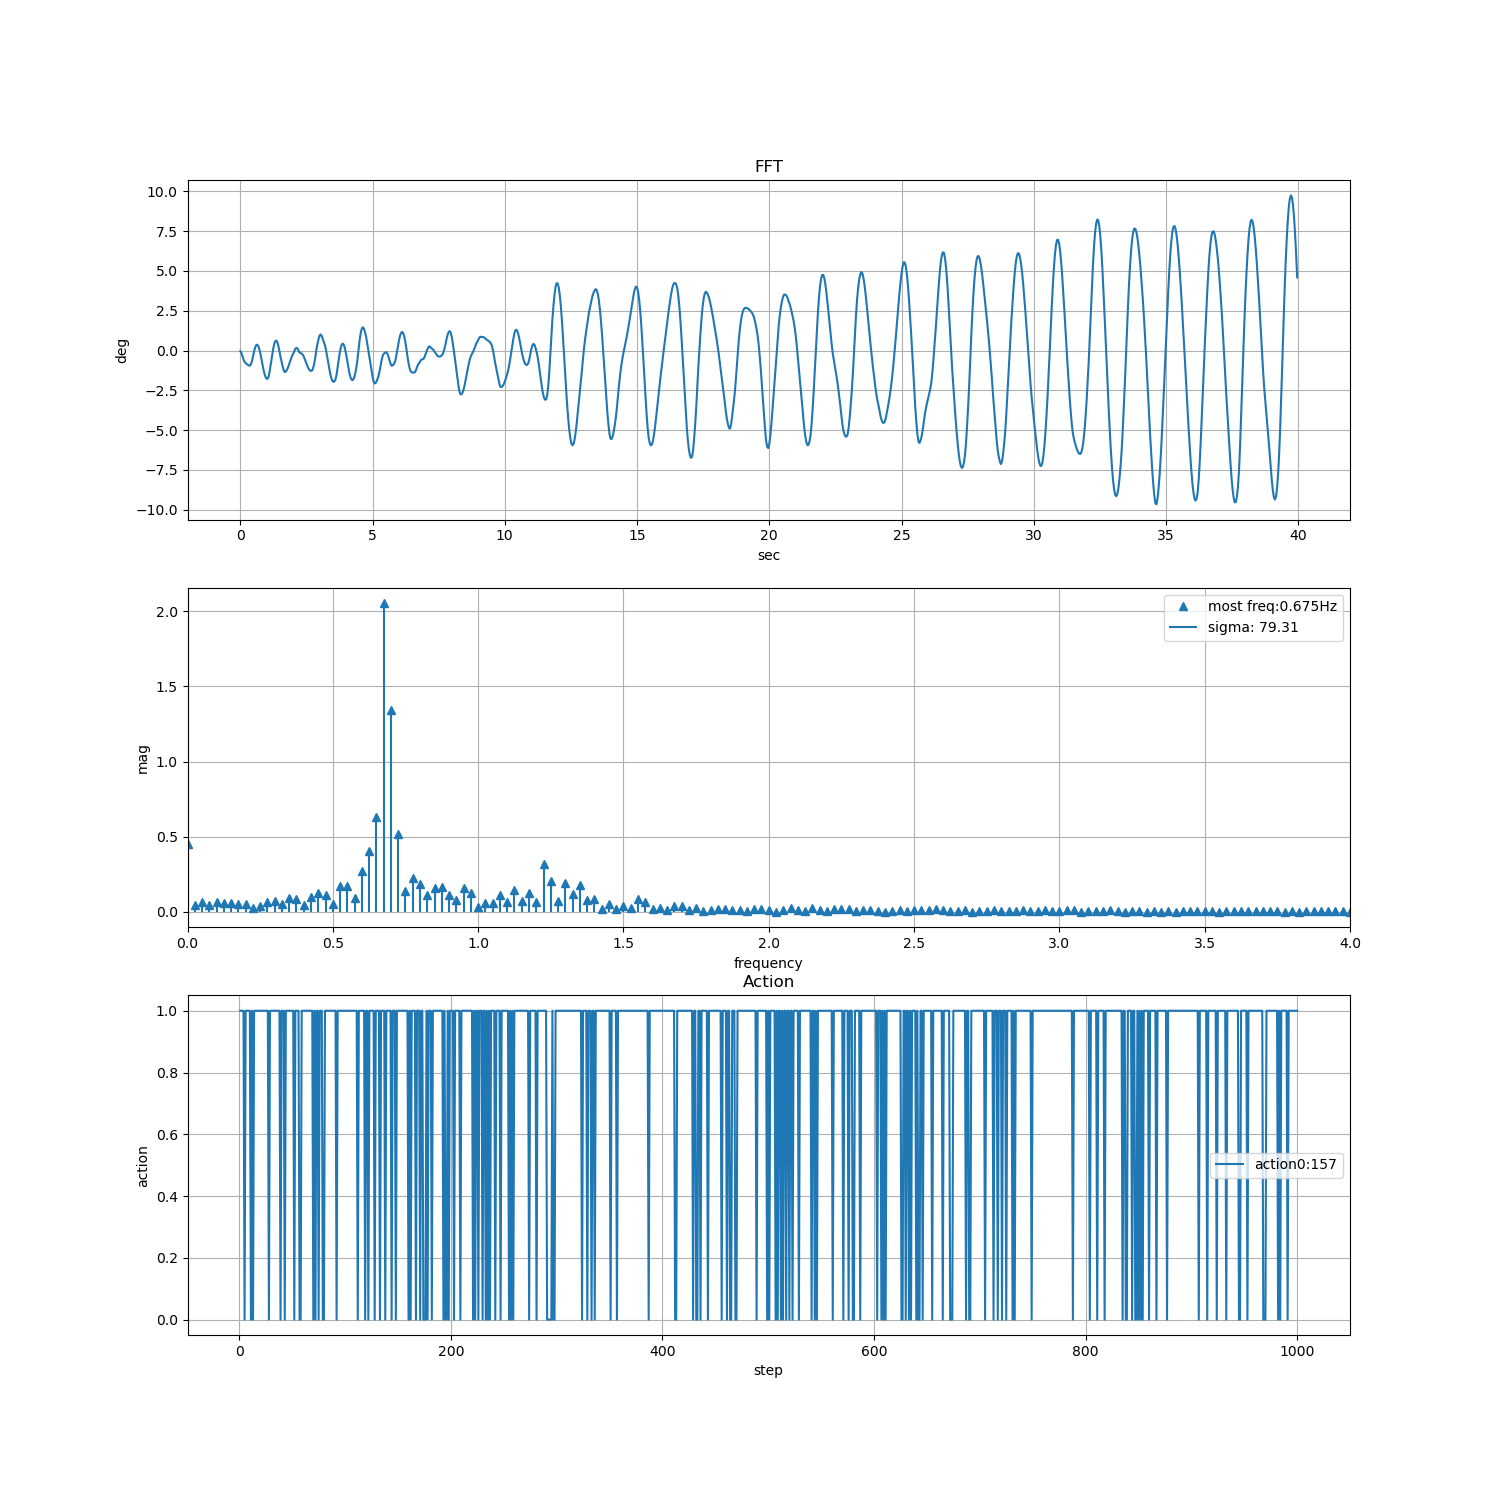 FFT
10.0
7.5
5.0
2.5
0.0
−2.5
−5.0
−7.5
−10.0
deg
0 5 10 15 20 25 30 35 40
sec
most freq:0.675Hz
sigma: 79.31
2.0
1.5
1.0
0.5
0.0
mag
0.0 0.5 1.0 1.5 2.0 2.5 3.0 3.5 4.0
frequency
Action
1.0
0.8
0.6
0.4
0.2
0.0
action
action0:157
0 200 400 600 800 1000
step